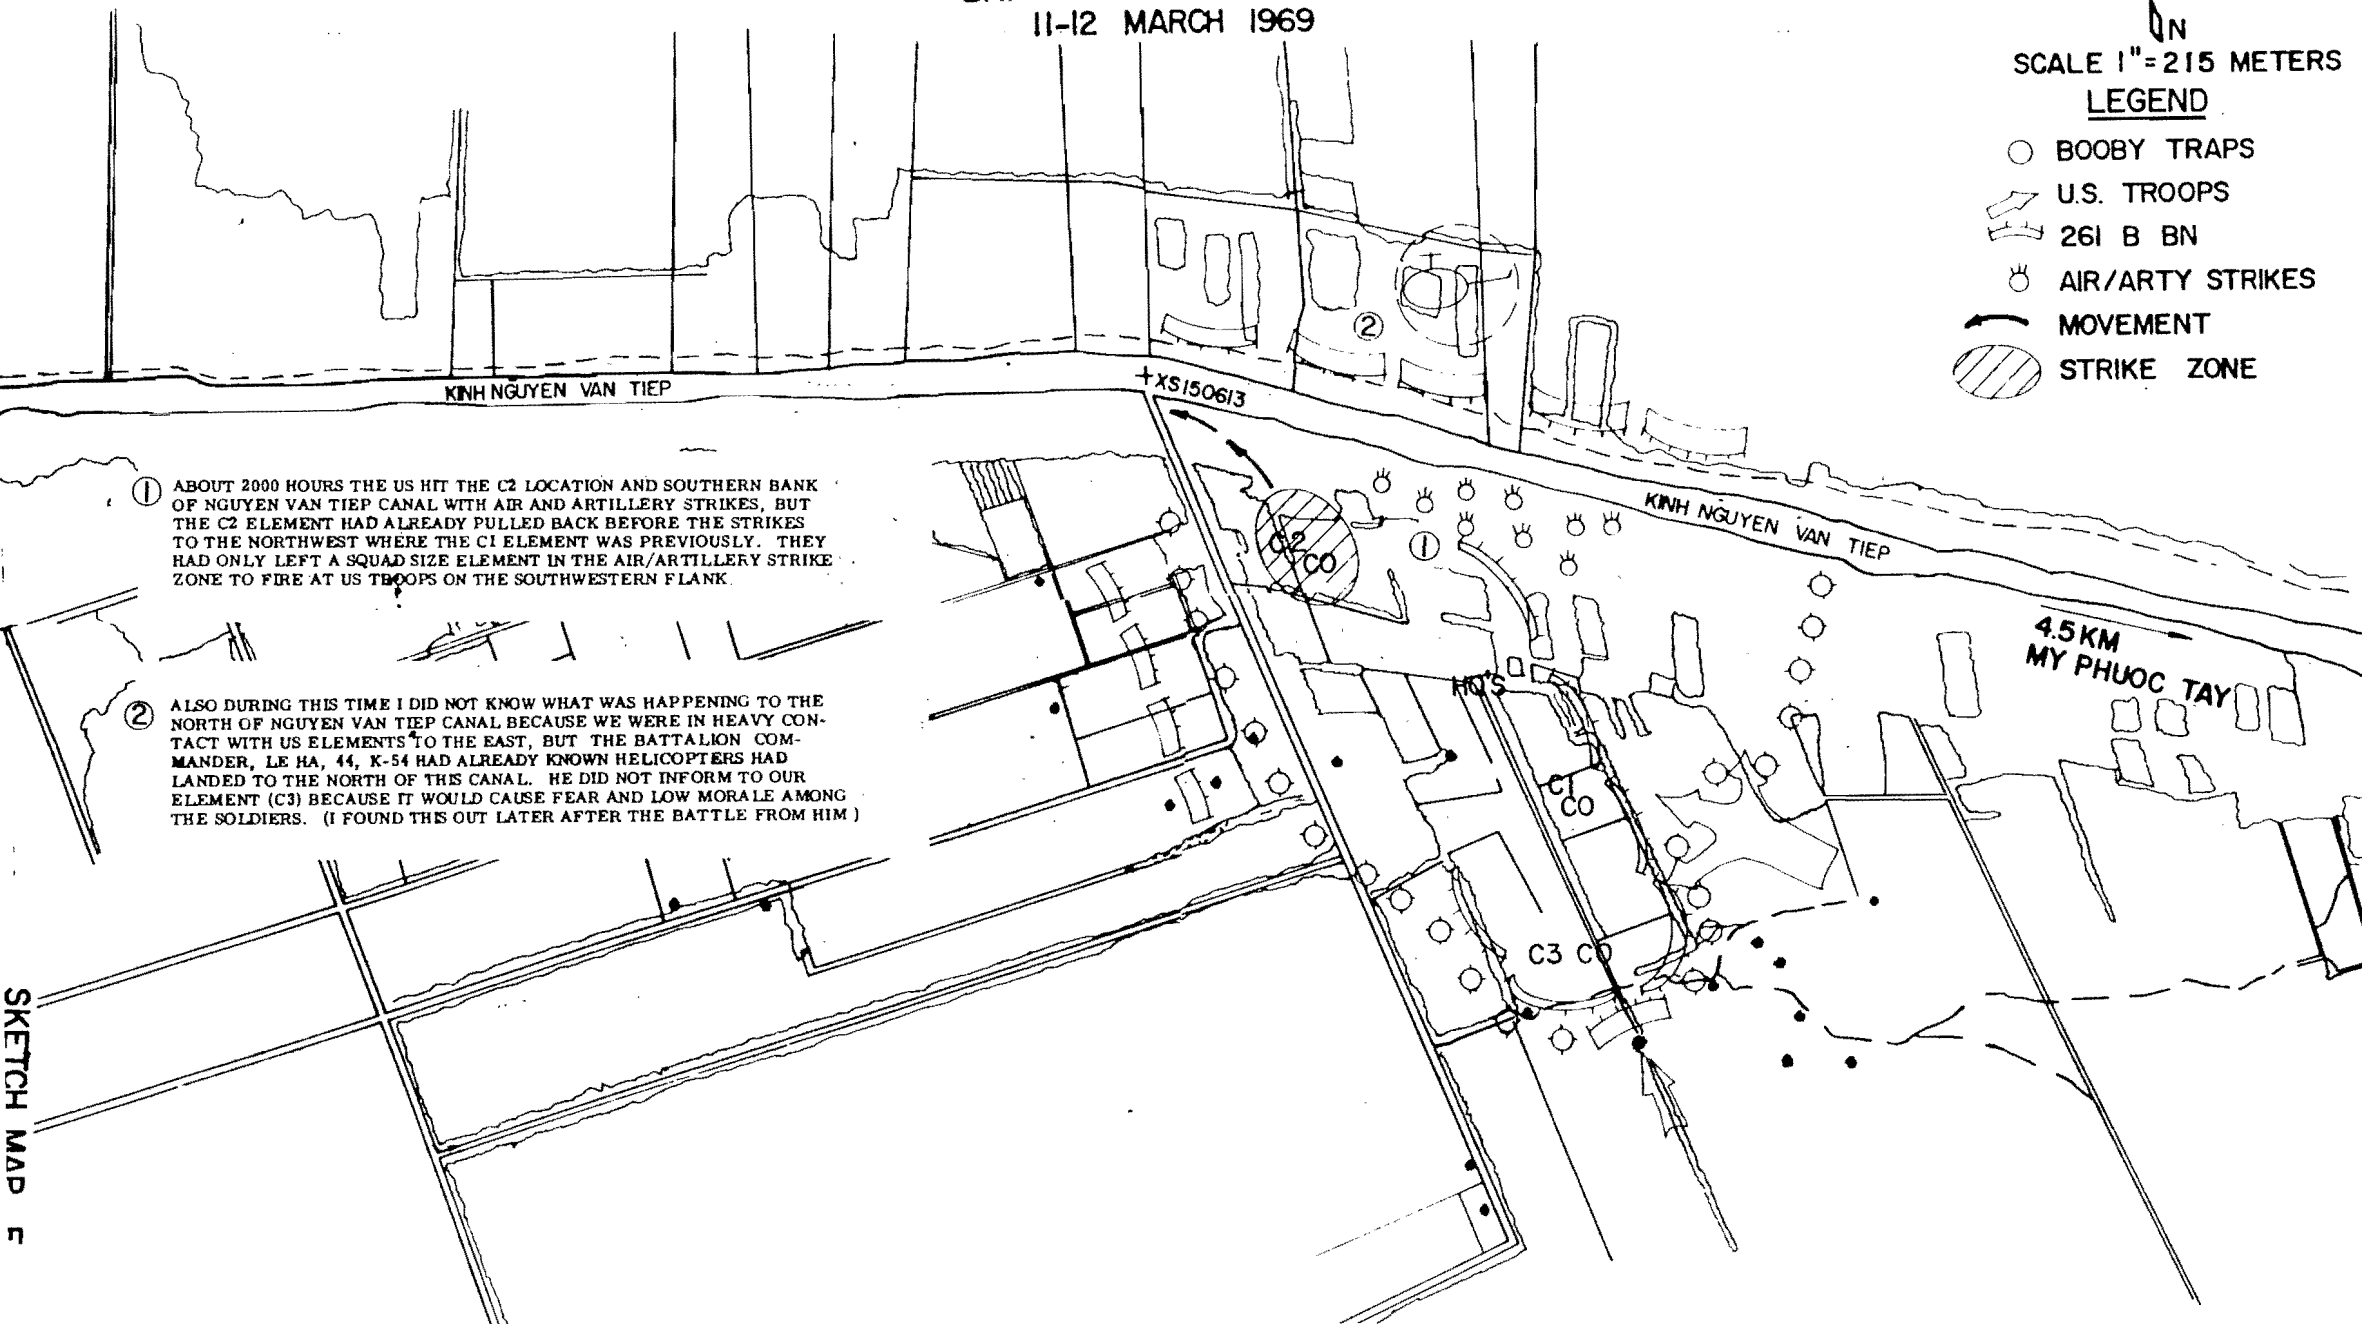 11-12 MARCH 1969
N
SCALE 1"=215 METERS
LEGEND
BOOBY TRAPS
U.S. TROOPS
261 B BN
AIR/ARTY STRIKES
MOVEMENT
STRIKE ZONE
2
KINH NGUYEN VAN TIEP
XS150613
1 ABOUT 2000 HOURS THE US HIT THE C2 LOCATION AND SOUTHERN BANK
OF NGUYEN VAN TIEP CANAL WITH AIR AND ARTILLERY STRIKES, BUT
THE C2 ELEMENT HAD ALREADY PULLED BACK BEFORE THE STRIKES
TO THE NORTHWEST WHERE THE C1 ELEMENT WAS PREVIOUSLY. THEY
HAD ONLY LEFT A SQUAD SIZE ELEMENT IN THE AIR/ARTILLERY STRIKE
ZONE TO FIRE AT US TROOPS ON THE SOUTHWESTERN FLANK.
C2
CO
1
KINH NGUYEN VAN TIEP
4.5 KM
MY PHUOC TAY
HQ'S
2 ALSO DURING THIS TIME I DID NOT KNOW WHAT WAS HAPPENING TO THE
NORTH OF NGUYEN VAN TIEP CANAL BECAUSE WE WERE IN HEAVY CON-
TACT WITH US ELEMENTS TO THE EAST, BUT THE BATTALION COM-
MANDER, LE HA, 44, K-54 HAD ALREADY KNOWN HELICOPTERS HAD
LANDED TO THE NORTH OF THIS CANAL. HE DID NOT INFORM TO OUR
ELEMENT (C3) BECAUSE IT WOULD CAUSE FEAR AND LOW MORALE AMONG
THE SOLDIERS. (I FOUND THIS OUT LATER AFTER THE BATTLE FROM HIM)
C1
CO
C3 CO
SKETCH MAP